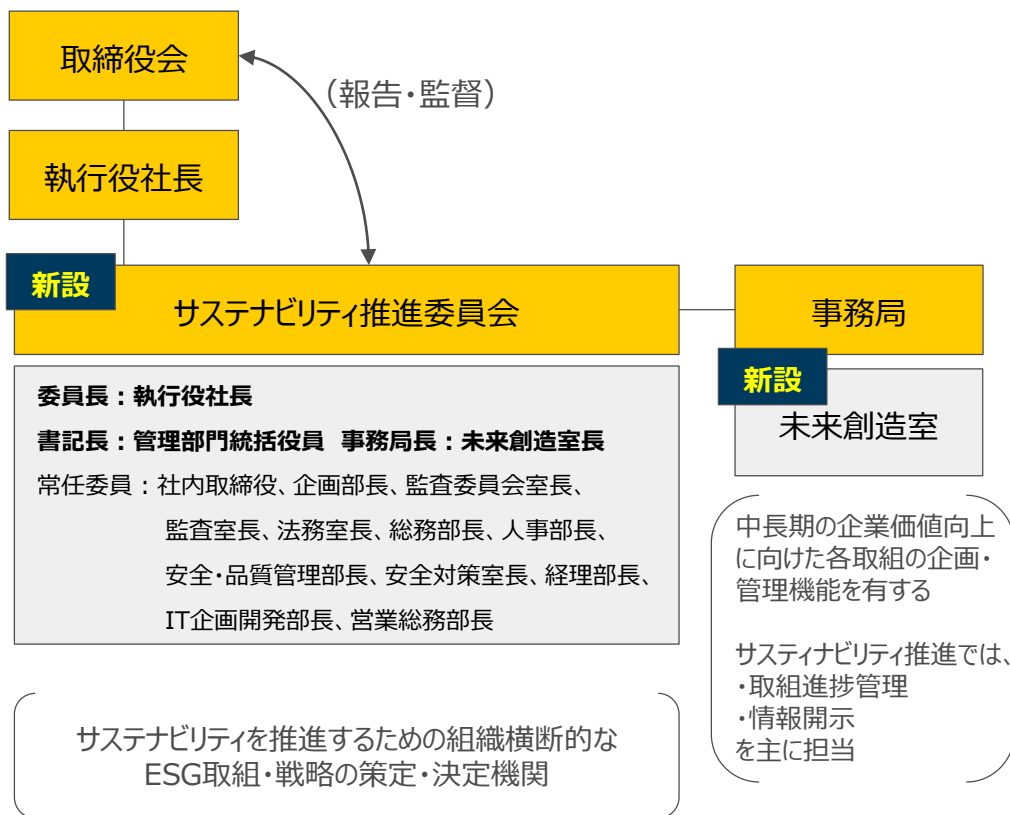 取締役会
(報告・監督)
執行役社長
新設
サステナビリティ推進委員会
事務局
委員長：執行役社長
書記長：管理部門統括役員 事務局長：未来創造室長
常任委員：社内取締役、企画部長、監査委員会室長、
監査室長、法務室長、総務部長、人事部長、
安全・品質管理部長、安全対策室長、経理部長、
IT企画開発部長、営業総務部長
新設
未来創造室
中長期の企業価値向上
に向けた各取組の企画・
管理機能を有する
サスティナビリティ推進では、
・取組進捗管理
・情報開示
を主に担当
サステナビリティを推進するための組織横断的な
ESG取組・戦略の策定・決定機関